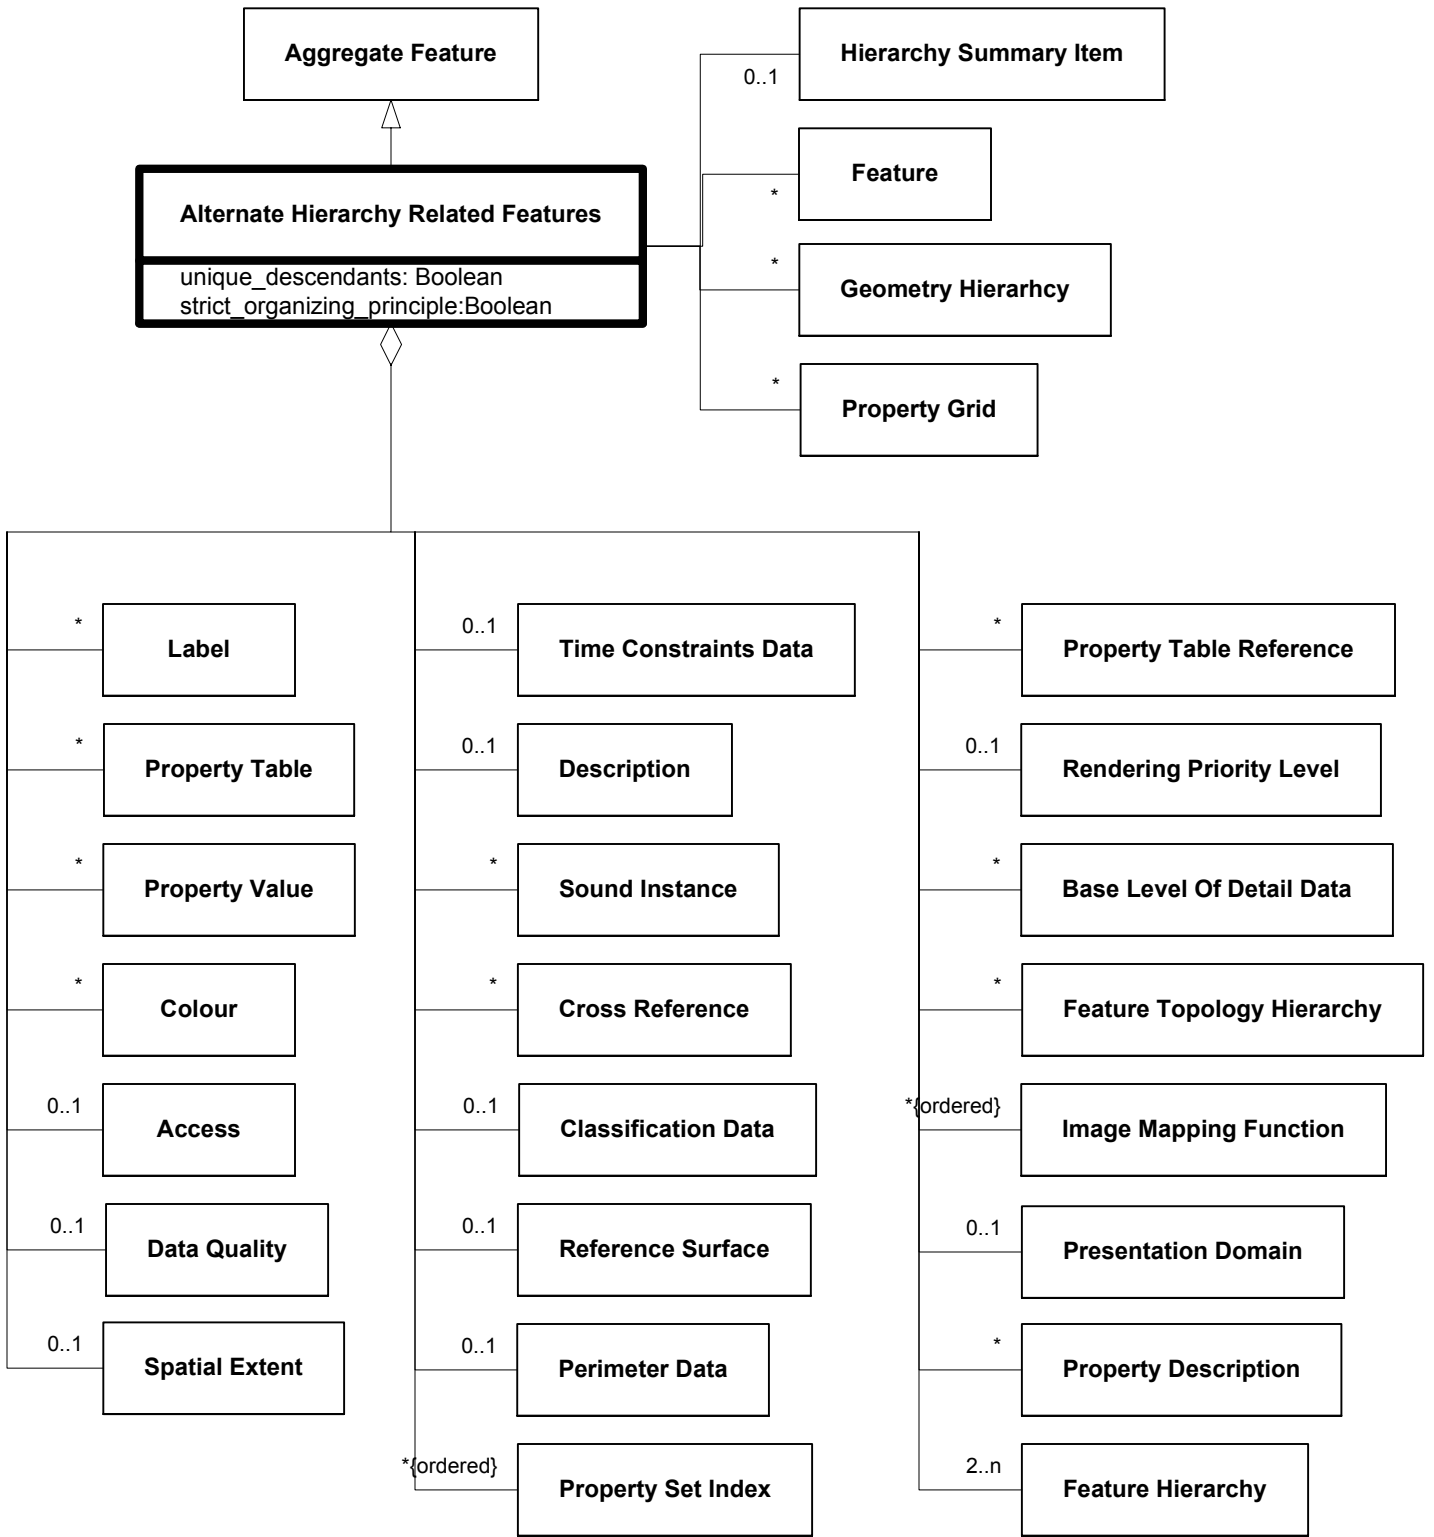 Aggregate Feature
Hierarchy Summary Item
0..1
Feature
*
Alternate Hierarchy Related Features
unique_descendants: Boolean
strict_organizing_principle:Boolean
*
Geometry Hierarhcy
*
Property Grid
*
Label
*
Property Table
*
Property Value
*
Colour
0..1
Access
0..1
Data Quality
0..1
Spatial Extent
0..1
Time Constraints Data
0..1
Description
*
Sound Instance
*
Cross Reference
0..1
Classification Data
0..1
Reference Surface
0..1
Perimeter Data
*{ordered}
Property Set Index
*
Property Table Reference
0..1
Rendering Priority Level
*
Base Level Of Detail Data
*
Feature Topology Hierarchy
*{ordered}
Image Mapping Function
0..1
Presentation Domain
*
Property Description
2..n
Feature Hierarchy